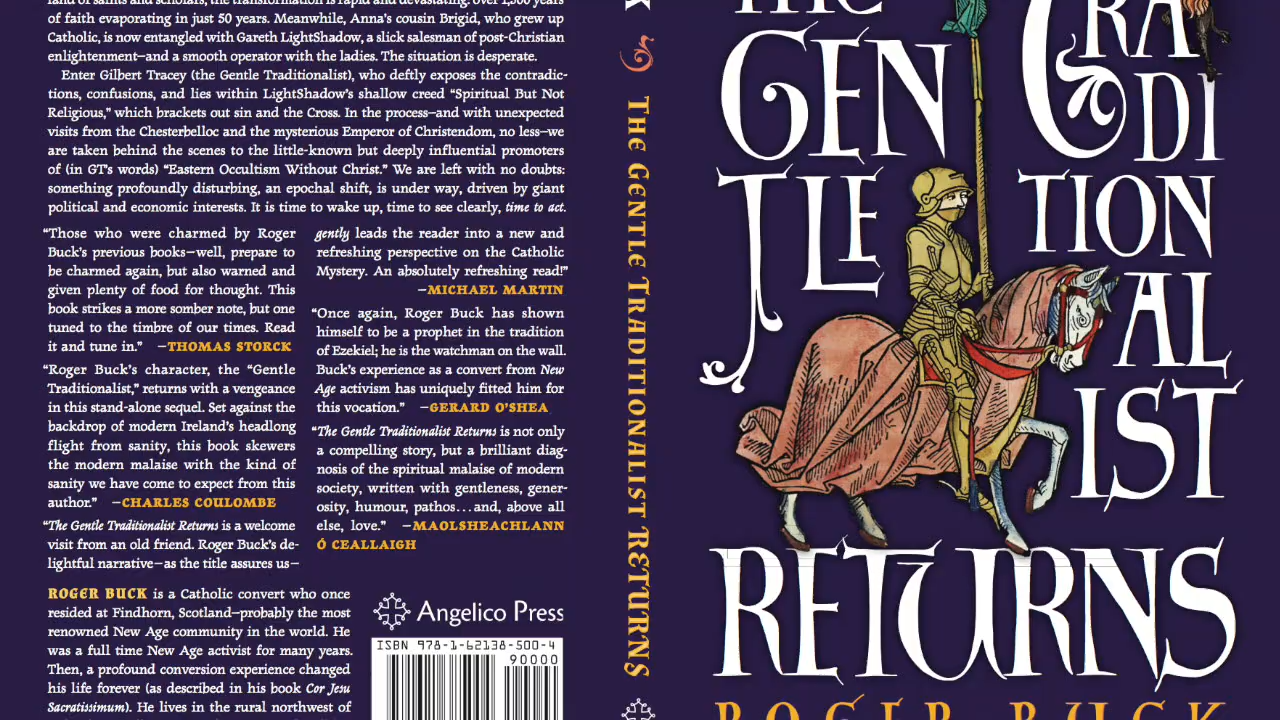 land of saints and scholars, the transformation is rapid and devastating: over 1,500 years
of faith evaporating in just 50 years. Meanwhile, Anna's cousin Brigid, who grew up
Catholic, is now entangled with Gareth LightShadow, a slick salesman of post-Christian
enlightenment—and a smooth operator with the ladies. The situation is desperate.
Enter Gilbert Tracey (the Gentle Traditionalist), who deftly exposes the contradic-
tions, confusions, and lies within LightShadow's shallow creed "Spiritual But Not
Religious," which brackets out sin and the Cross. In the process—and with unexpected
visits from the Chesterbelloc and the mysterious Emperor of Christendom, no less—we
are taken behind the scenes to the little-known but deeply influential promoters
of (in GT's words) "Eastern Occultism Without Christ." We are left with no doubts:
something profoundly disturbing, an epochal shift, is under way, driven by giant
political and economic interests. It is time to wake up, time to see clearly, time to act.
"Those who were charmed by Roger
Buck's previous books—well, prepare to
be charmed again, but also warned and
given plenty of food for thought. This
book strikes a more somber note, but one
tuned to the timbre of our times. Read
it and tune in." —THOMAS STORCK
"Roger Buck's character, the "Gentle
Traditionalist," returns with a vengeance
in this stand-alone sequel. Set against the
backdrop of modern Ireland's headlong
flight from sanity, this book skewers
the modern malaise with the kind of
sanity we have come to expect from this
author." —CHARLES COULOMBE
"The Gentle Traditionalist Returns is a welcome
visit from an old friend. Roger Buck's de-
lightful narrative—as the title assures us—
gently leads the reader into a new and
refreshing perspective on the Catholic
Mystery. An absolutely refreshing read!"
—MICHAEL MARTIN
"Once again, Roger Buck has shown
himself to be a prophet in the tradition
of Ezekiel; he is the watchman on the wall.
Buck's experience as a convert from New
Age activism has uniquely fitted him for
this vocation." —GERARD O'SHEA
"The Gentle Traditionalist Returns is not only
a compelling story, but a brilliant diag-
nosis of the spiritual malaise of modern
society, written with gentleness, gener-
osity, humour, pathos...and, above all
else, love." —MAOLSHEACHLANN
Ó CEALLAIGH
ROGER BUCK is a Catholic convert who once
resided at Findhorn, Scotland—probably the most
renowned New Age community in the world. He
was a full time New Age activist for many years.
Then, a profound conversion experience changed
his life forever (as described in his book Cor Jesu
Sacratissimum). He lives in the rural northwest of
Angelico Press
ISBN 978-1-62138-500-4
90000
THE GENTLE TRADITIONALIST RETURNS
THE
GEN
TLE
TRA
DI
TION
AL
IST
RETURNS
ROGER BUCK